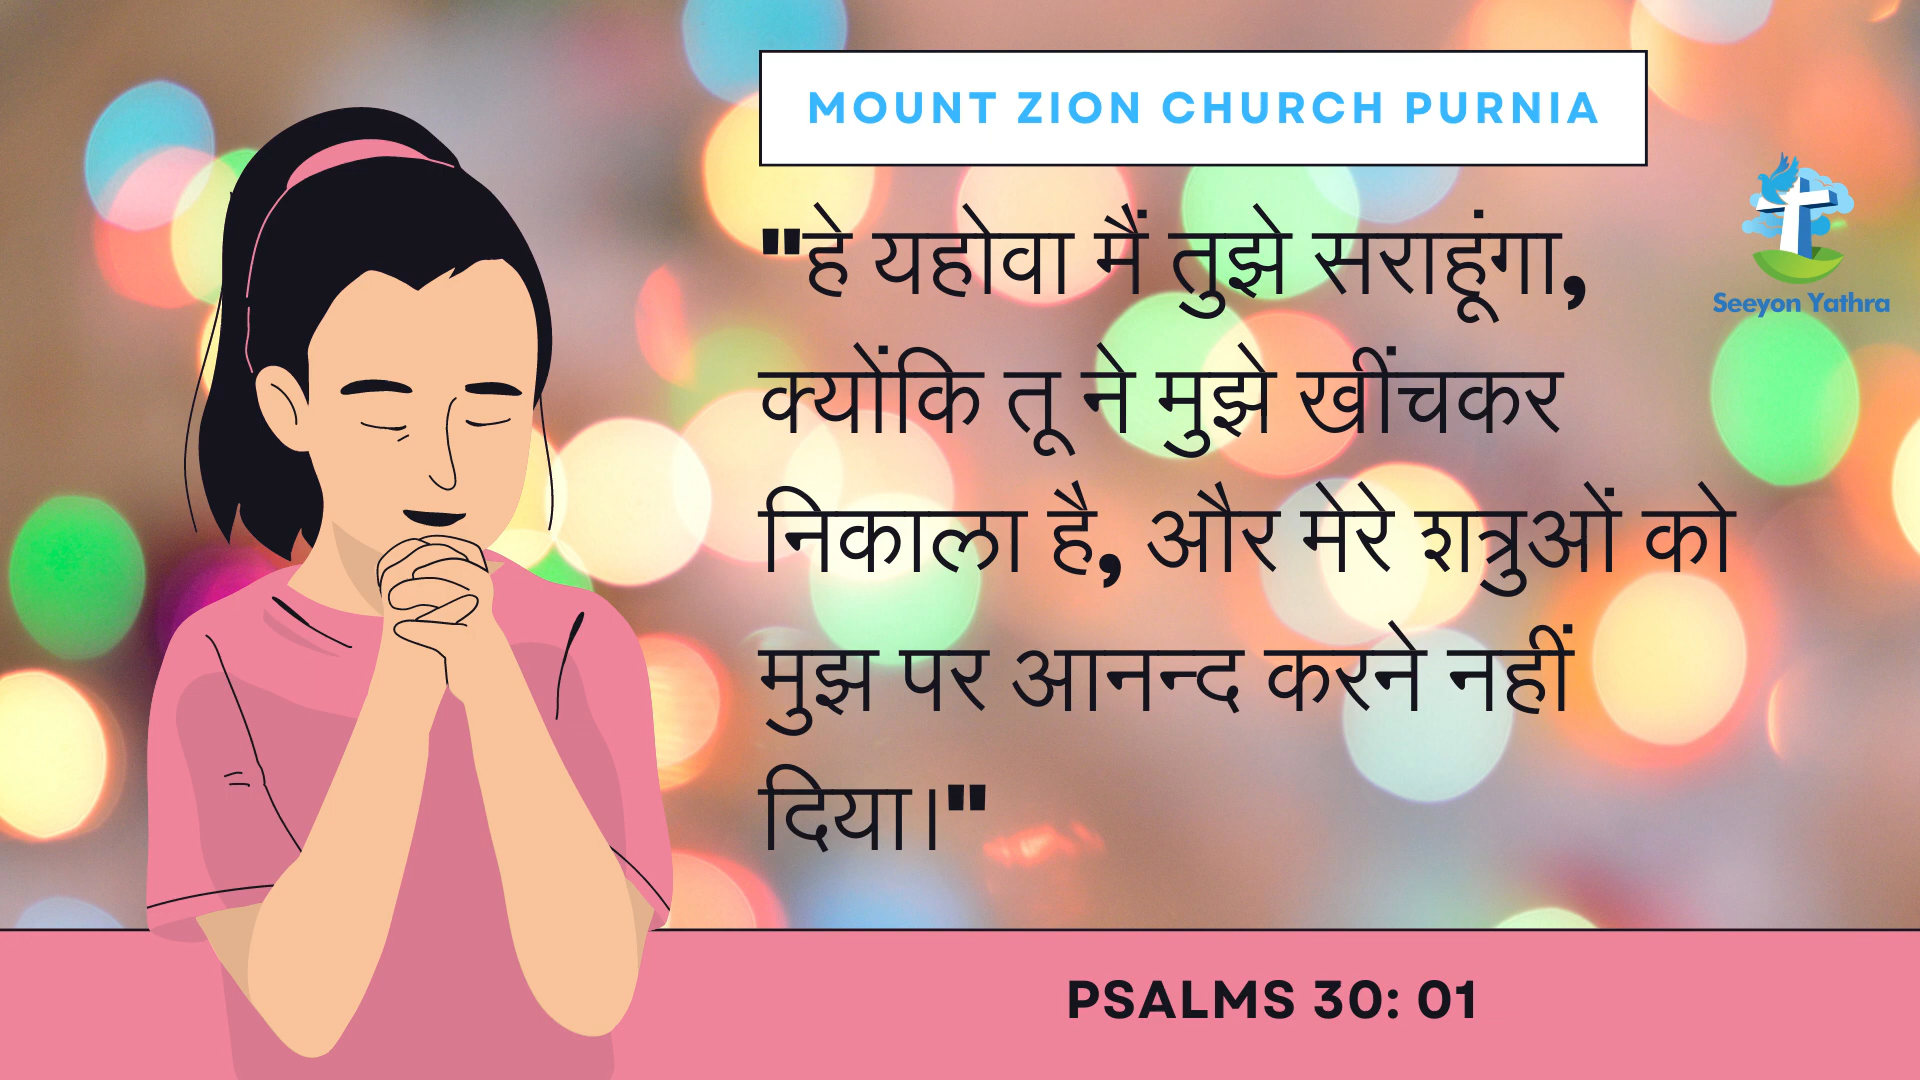 MOUNT ZION CHURCH PURNIA
"हे यहोवा मैं तुझे सराहूंगा,
क्योंकि तू ने मुझे खींचकर
निकाला है, और मेरे शत्रुओं को
मुझ पर आनन्द करने नहीं
दिया।"
Seeyon Yathra
PSALMS 30: 01